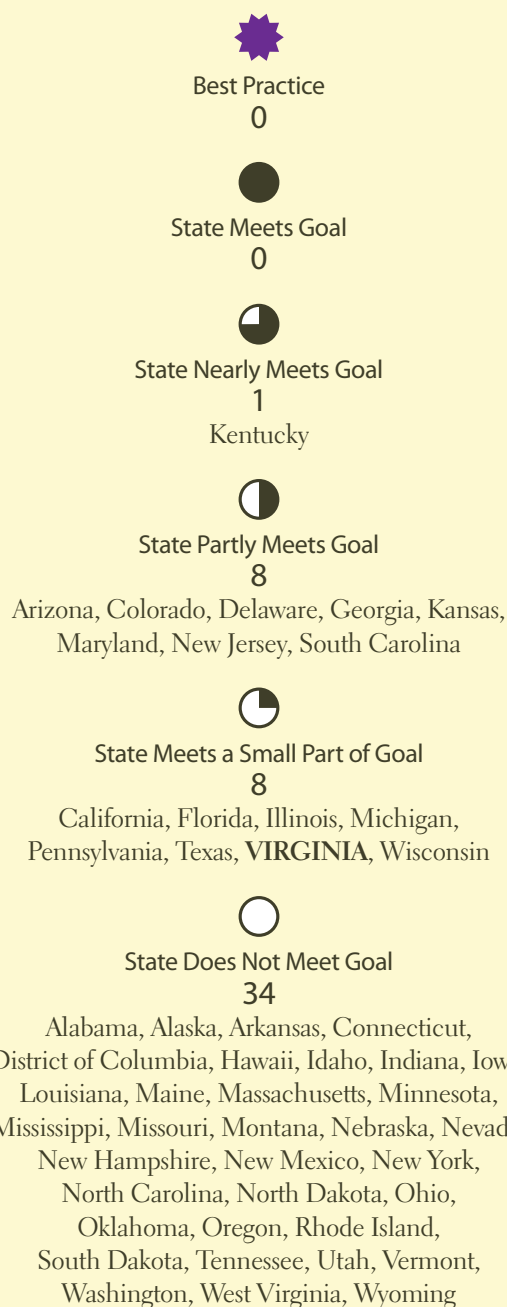 Best Practice
0
State Meets Goal
0
State Nearly Meets Goal
1
Kentucky
State Partly Meets Goal
8
Arizona, Colorado, Delaware, Georgia, Kansas,
Maryland, New Jersey, South Carolina
State Meets a Small Part of Goal
8
California, Florida, Illinois, Michigan,
Pennsylvania, Texas, VIRGINIA, Wisconsin
State Does Not Meet Goal
34
Alabama, Alaska, Arkansas, Connecticut,
District of Columbia, Hawaii, Idaho, Indiana,
Louisiana, Maine, Massachusetts, Minnesota,
Mississippi, Missouri, Montana, Nebraska,
New Hampshire, New Mexico, New York,
North Carolina, North Dakota, Ohio,
Oklahoma, Oregon, Rhode Island,
South Dakota, Tennessee, Utah, Vermont,
Washington, West Virginia, Wyoming